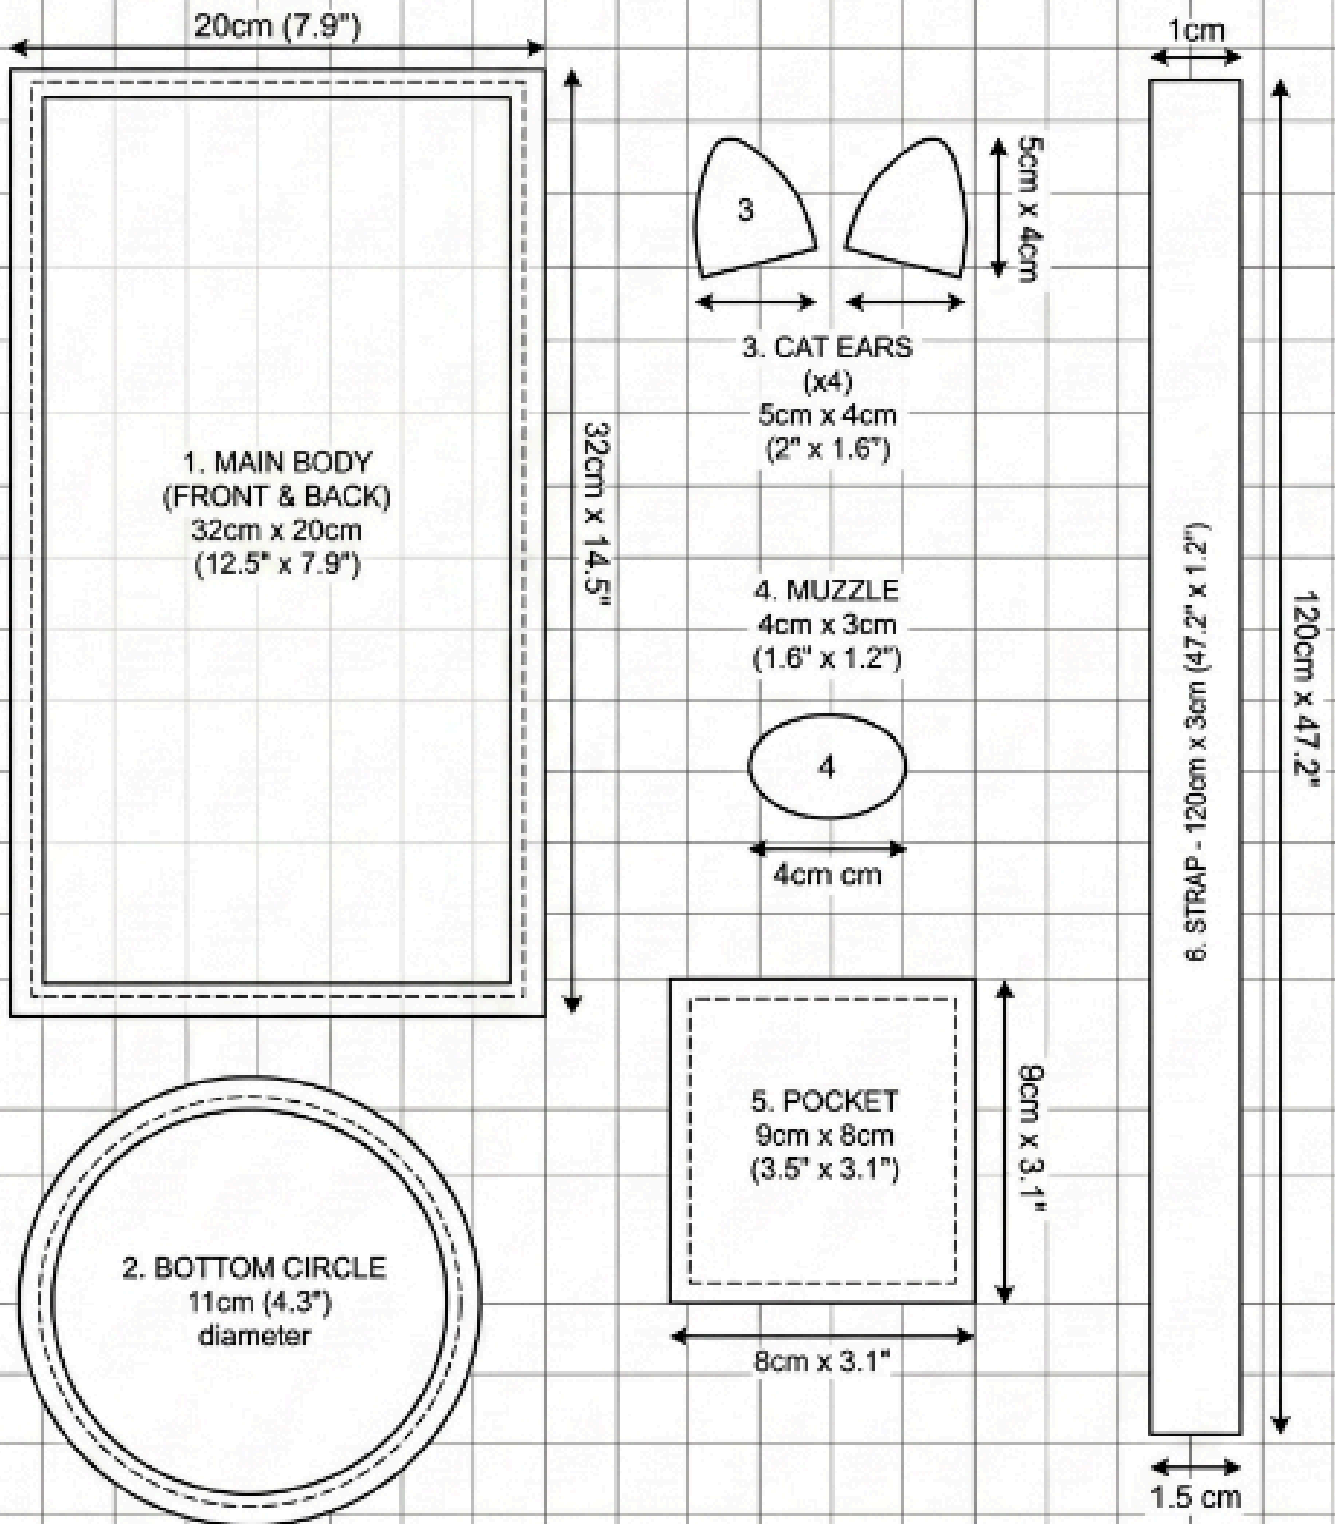 20cm (7.9")
1. MAIN BODY
(FRONT & BACK)
32cm x 20cm
(12.5" x 7.9")
32cm x 14.5"
2. BOTTOM CIRCLE
11cm (4.3")
diameter
3
5cm x 4cm
3. CAT EARS
(x4)
5cm x 4cm
(2" x 1.6")
4. MUZZLE
4cm x 3cm
(1.6" x 1.2")
4
4cm cm
5. POCKET
9cm x 8cm
(3.5" x 3.1")
9cm x 3.1"
8cm x 3.1"
1cm
6. STRAP - 120cm x 3cm (47.2" x 1.2")
120cm x 47.2"
1.5 cm